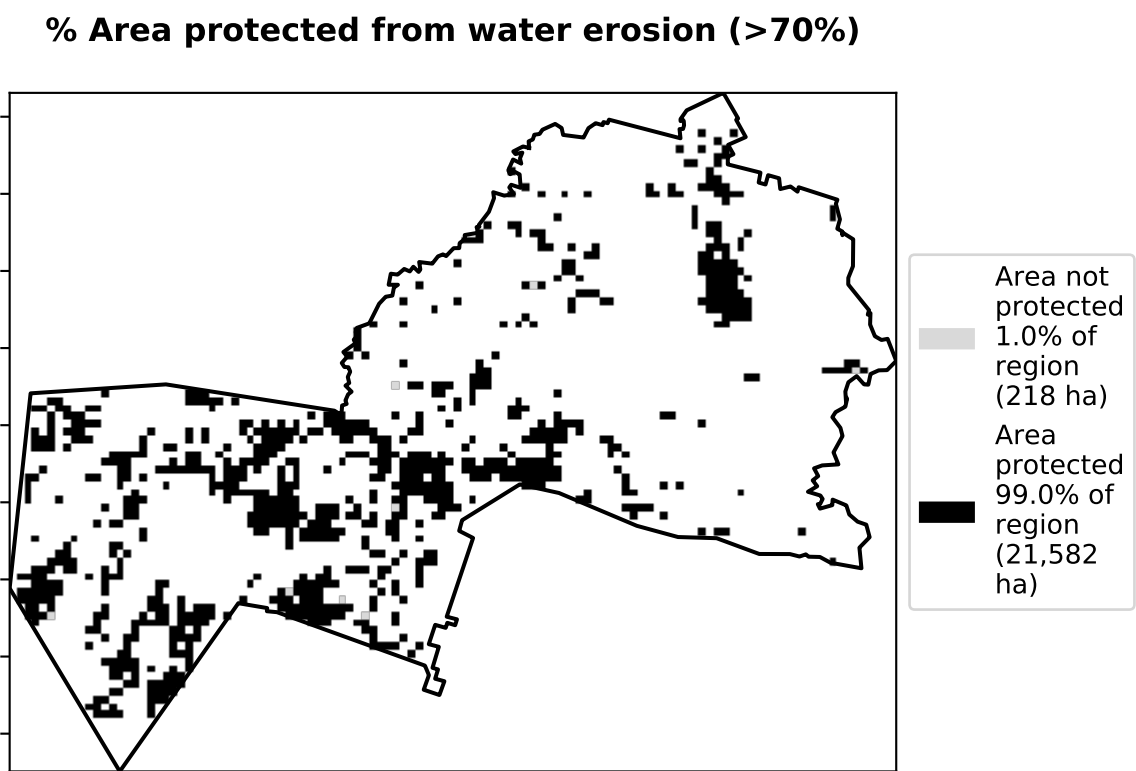 % Area protected from water erosion (>70%)
Area not
protected
1.0% of
region
(218 ha)
Area
protected
99.0% of
region
(21,582
ha)